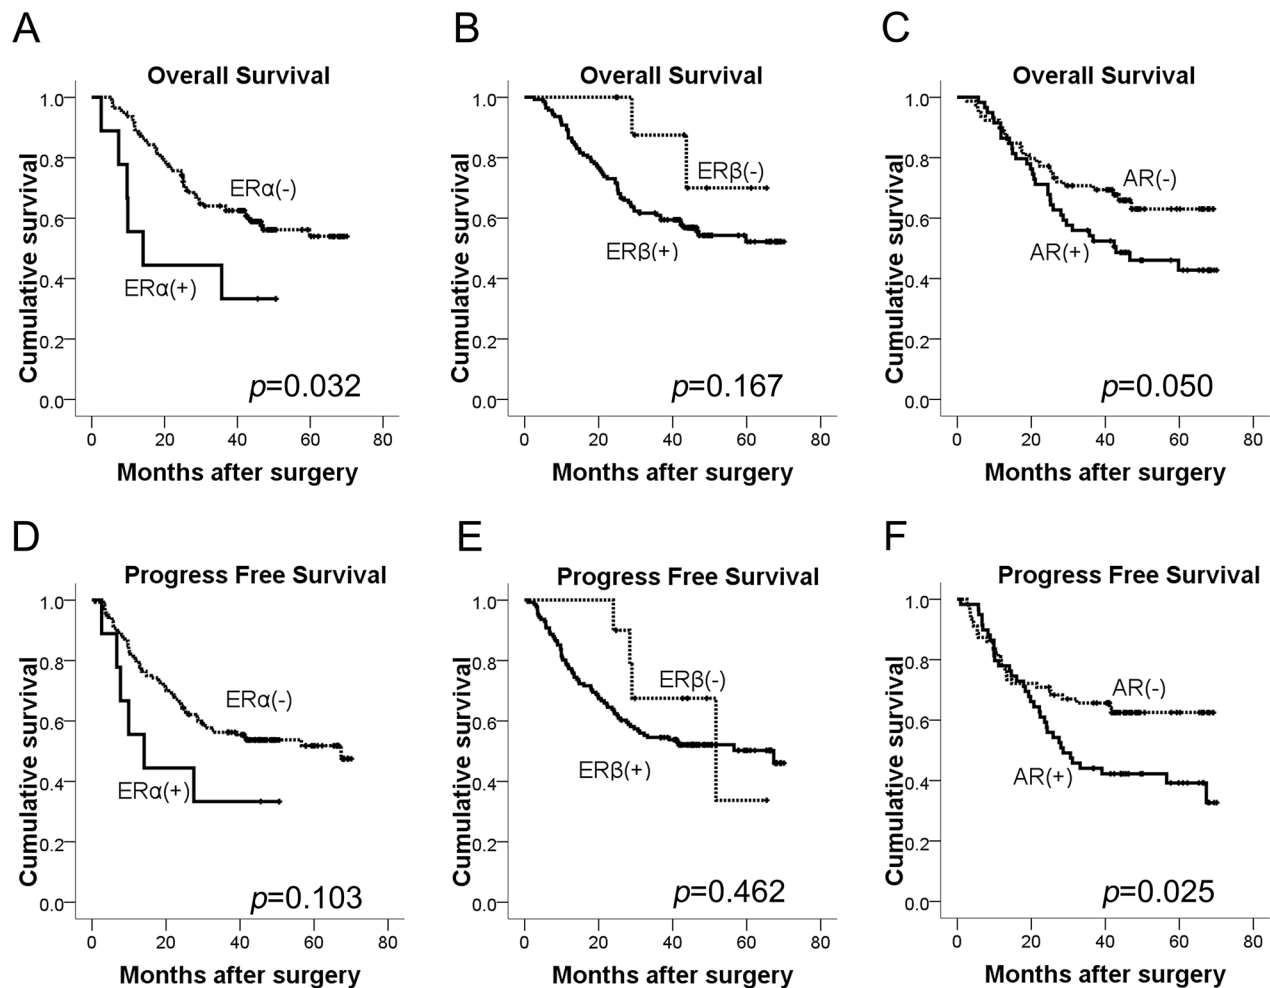 A
Overall Survival
Cumulative survival
1.0
0.8
0.6
0.4
0.2
0.0
ERα(-)
ERα(+)
p=0.032
0 20 40 60 80
Months after surgery
B
Overall Survival
Cumulative survival
1.0
0.8
0.6
0.4
0.2
0.0
ERβ(-)
ERβ(+)
p=0.167
0 20 40 60 80
Months after surgery
C
Overall Survival
Cumulative survival
1.0
0.8
0.6
0.4
0.2
0.0
AR(-)
AR(+)
p=0.050
0 20 40 60 80
Months after surgery
D
Progress Free Survival
Cumulative survival
1.0
0.8
0.6
0.4
0.2
0.0
ERα(-)
ERα(+)
p=0.103
0 20 40 60 80
Months after surgery
E
Progress Free Survival
Cumulative survival
1.0
0.8
0.6
0.4
0.2
0.0
ERβ(-)
ERβ(+)
p=0.462
0 20 40 60 80
Months after surgery
F
Progress Free Survival
Cumulative survival
1.0
0.8
0.6
0.4
0.2
0.0
AR(-)
AR(+)
p=0.025
0 20 40 60 80
Months after surgery